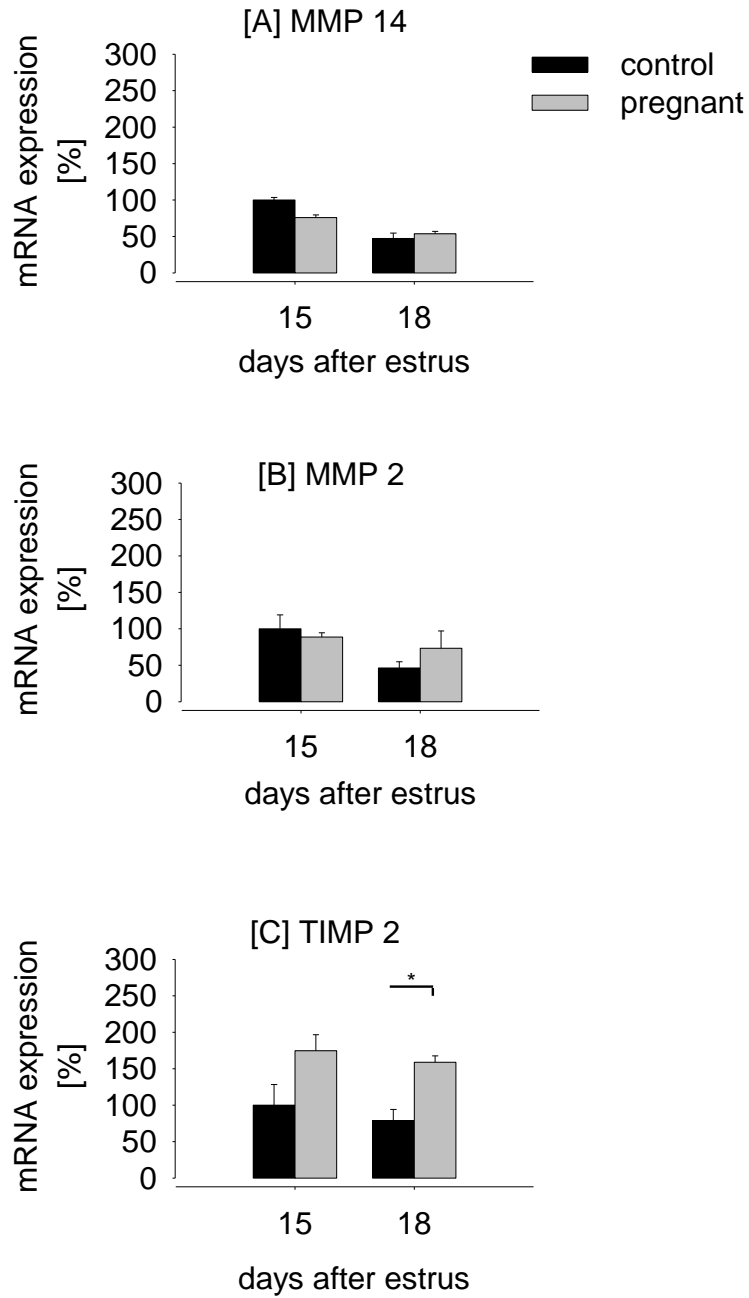 [A] MMP 14
control
pregnant
mRNA expression
[%]
300
250
200
150
100
50
0
15 18
days after estrus
[B] MMP 2
mRNA expression
[%]
300
250
200
150
100
50
0
15 18
days after estrus
[C] TIMP 2
mRNA expression
[%]
300
250
200
150
100
50
0
*
15 18
days after estrus